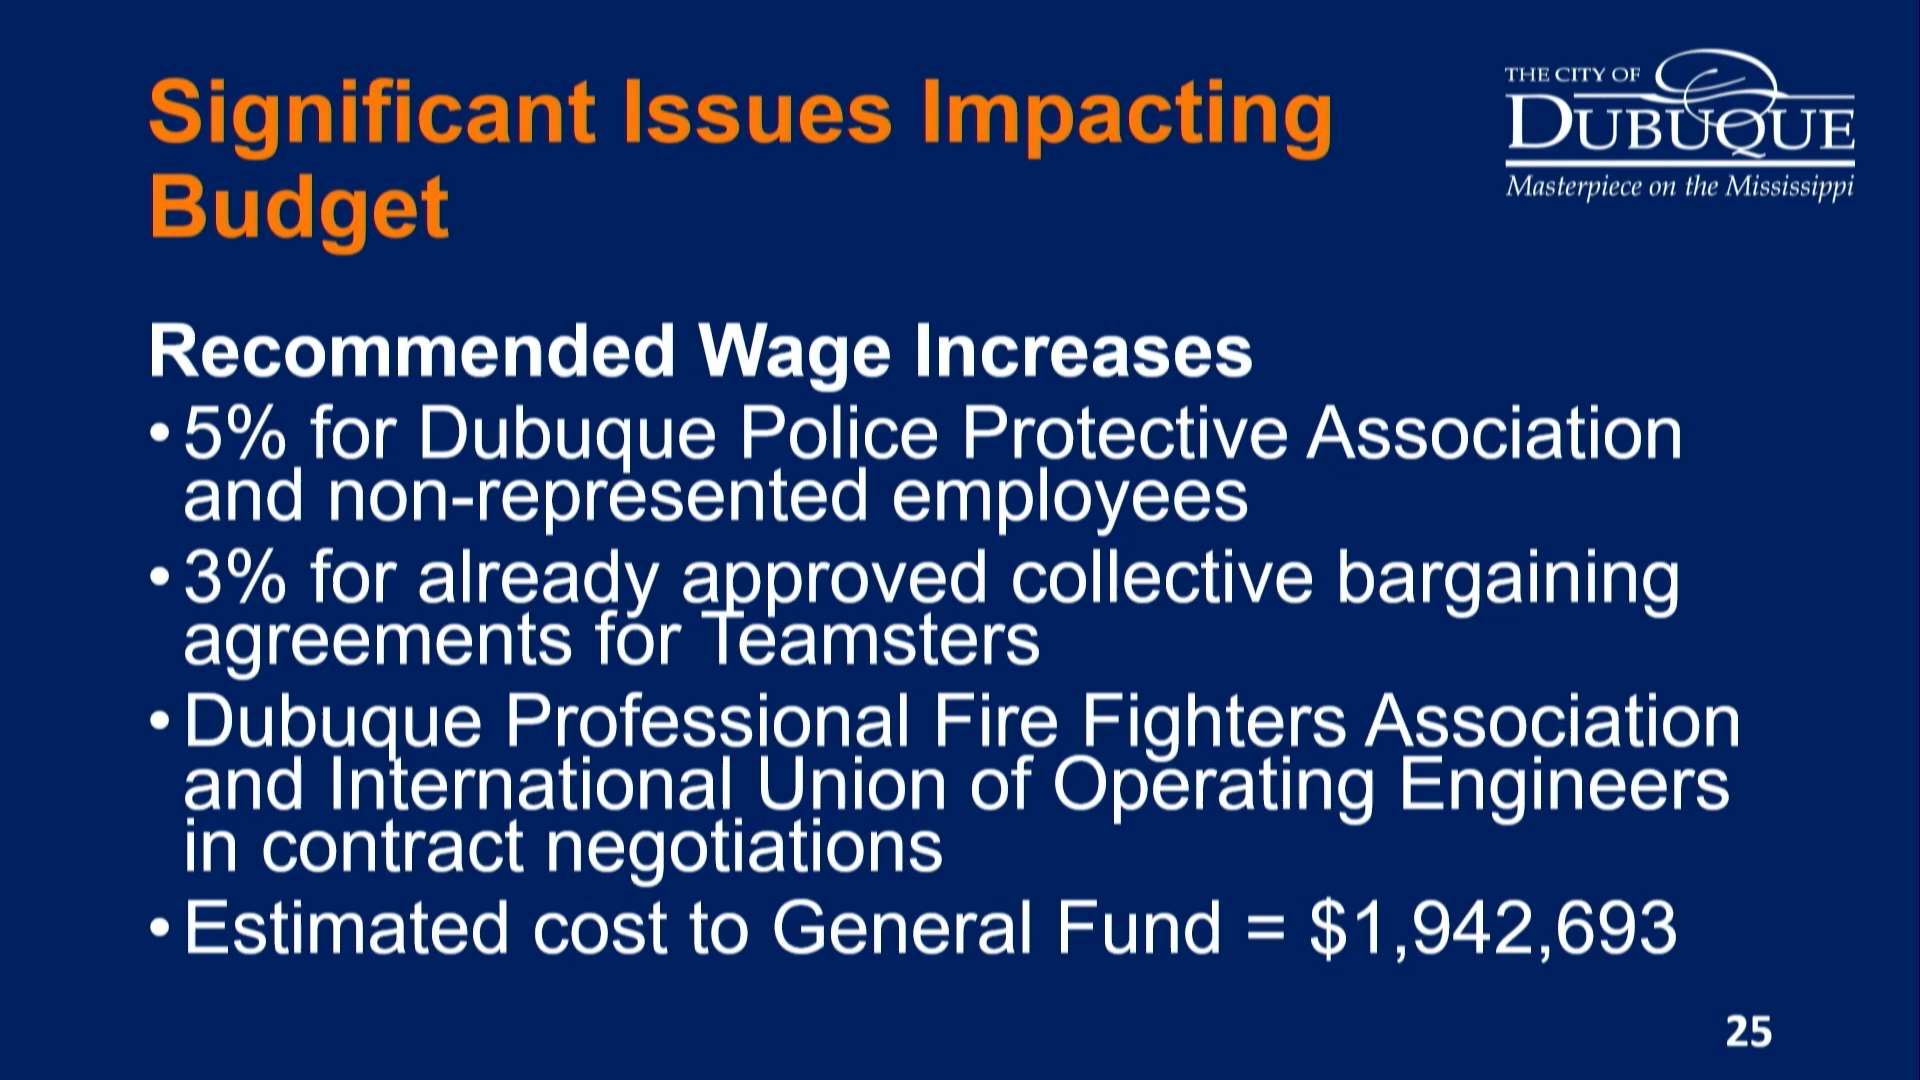 Significant Issues Impacting
Budget
THE CITY OF
DUBUQUE
Masterpiece on the Mississippi
Recommended Wage Increases
• 5% for Dubuque Police Protective Association
and non-represented employees
• 3% for already approved collective bargaining
agreements for Teamsters
• Dubuque Professional Fire Fighters Association
and International Union of Operating Engineers
in contract negotiations
• Estimated cost to General Fund = $1,942,693
25